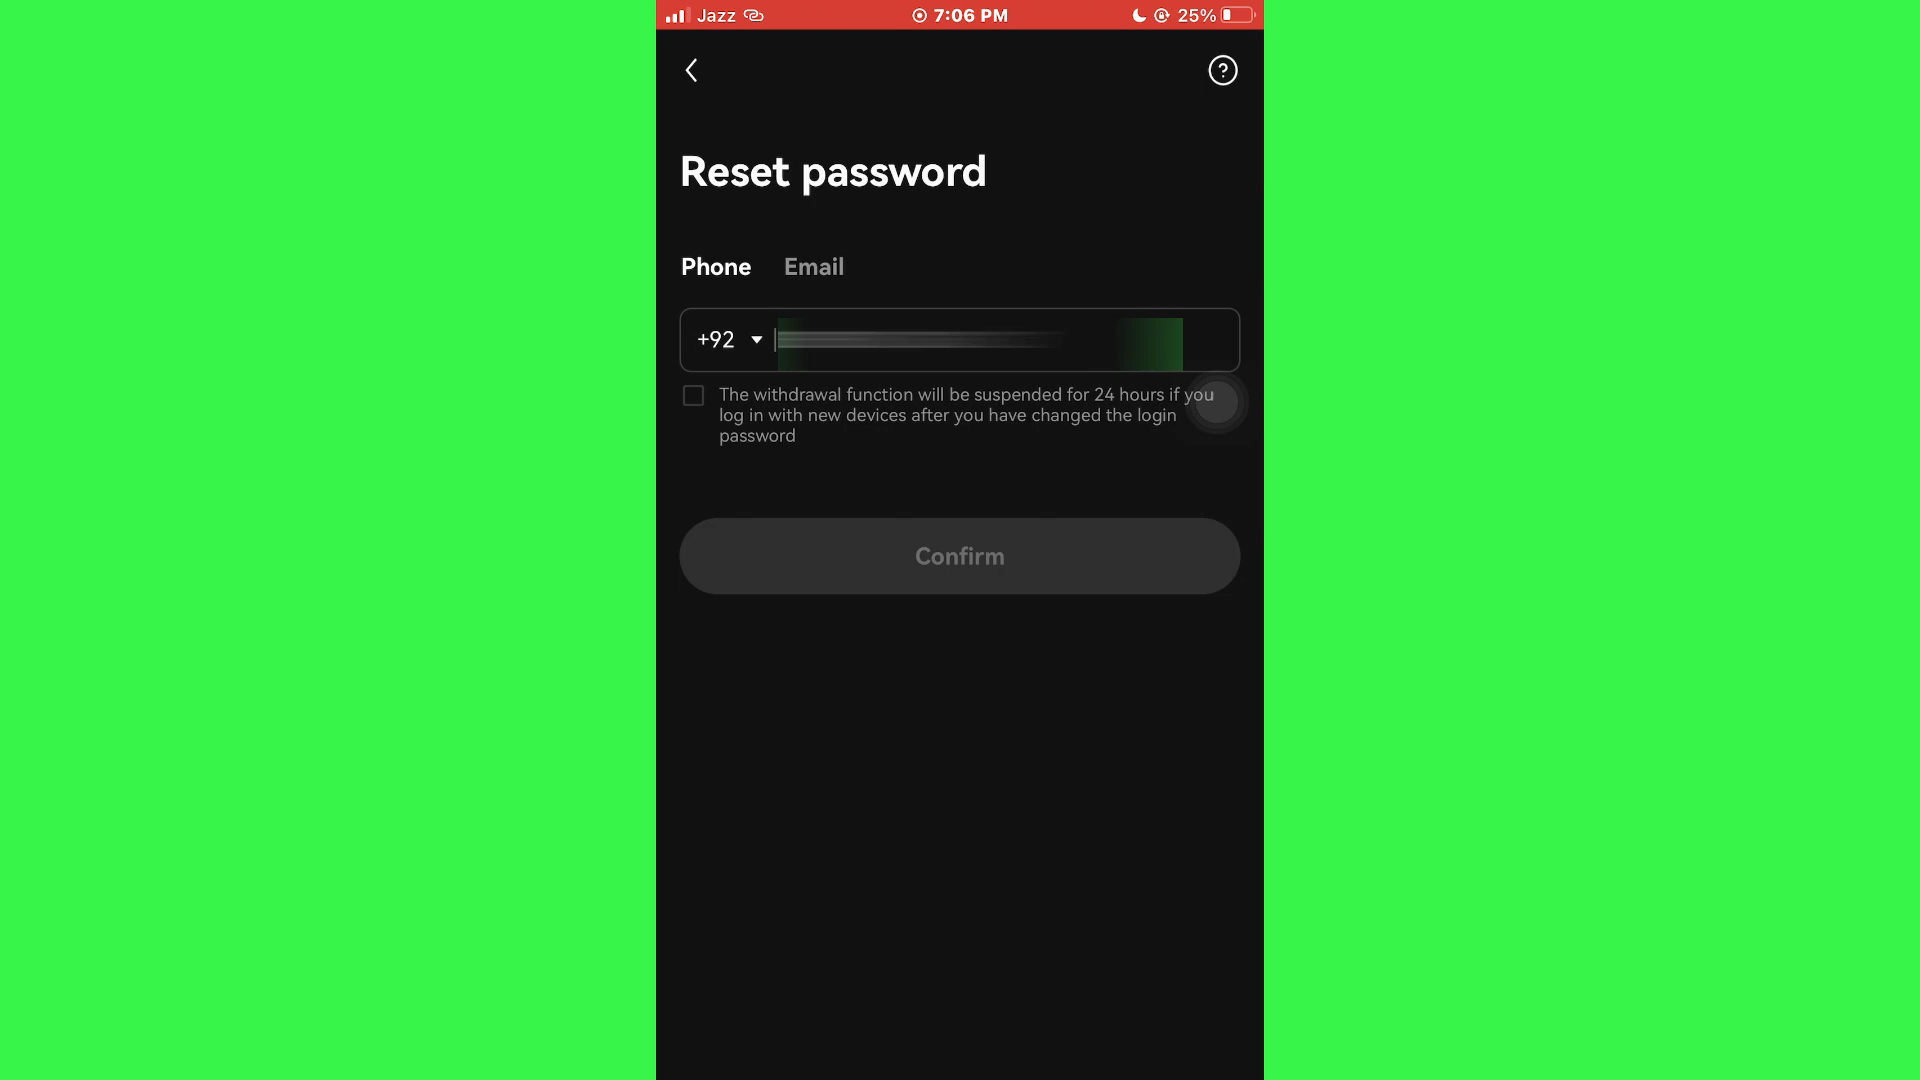 Jazz 7:06 PM 25%
?
Reset password
Phone Email
+92
The withdrawal function will be suspended for 24 hours if you
log in with new devices after you have changed the login
password
Confirm